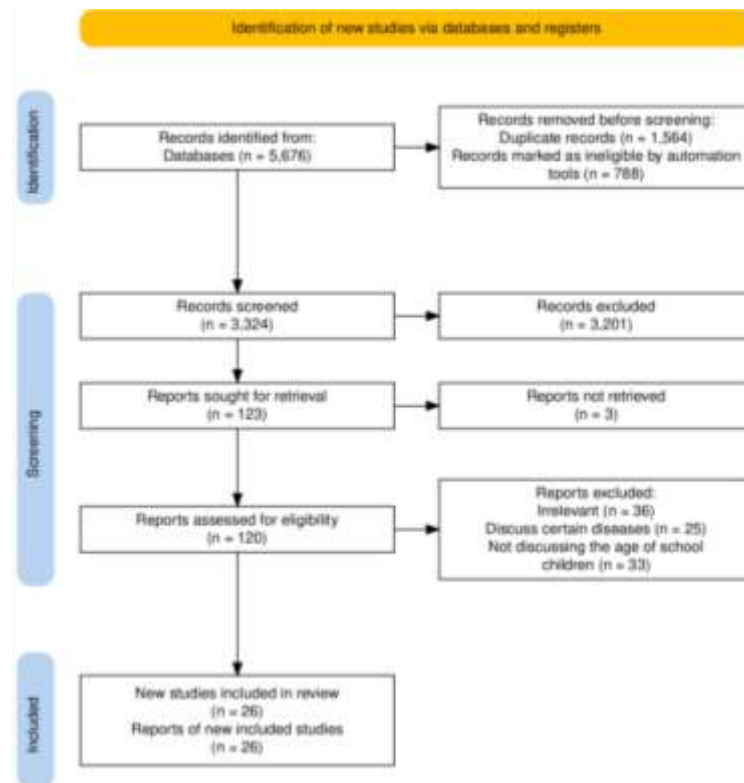 Identification of new studies via databases and registers
Identification
Records identified from:
Databases (n = 5,676)
Records removed before screening:
Duplicate records (n = 1,564)
Records marked as ineligible by automation
tools (n = 788)
Screening
Records screened
(n = 3,324)
Records excluded
(n = 3,201)
Reports sought for retrieval
(n = 123)
Reports not retrieved
(n = 3)
Reports assessed for eligibility
(n = 120)
Reports excluded:
Irrelevant (n = 36)
Discuss certain diseases (n = 25)
Not discussing the age of school
children (n = 33)
Included
New studies included in review
(n = 26)
Reports of new included studies
(n = 26)